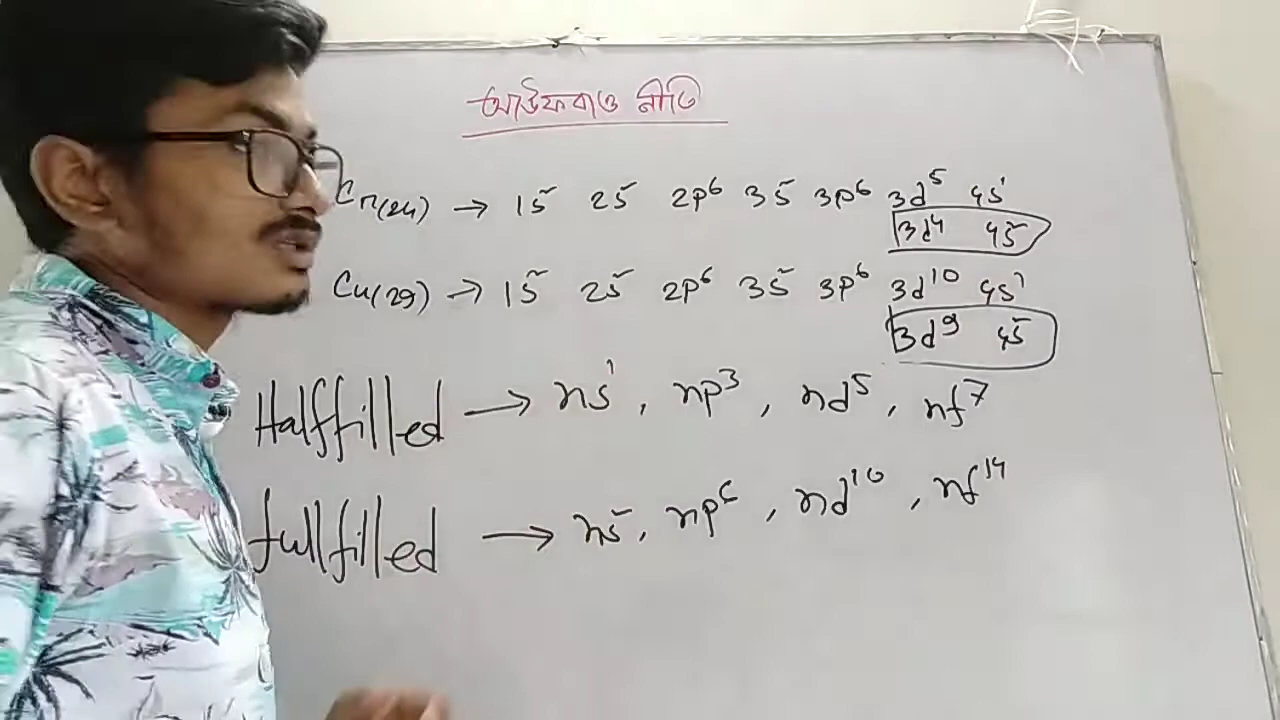 আউফবাও নীতি
Cr(24) → 1s² 2s² 2p⁶ 3s² 3p⁶ 3d⁵ 4s¹
3d⁴ 4s²
Cu(29) → 1s² 2s² 2p⁶ 3s² 3p⁶ 3d¹⁰ 4s¹
3d⁹ 4s²
Halffilled → ns¹, np³, nd⁵, nf⁷
fullfilled → ns², np⁶, nd¹⁰, nf¹⁴